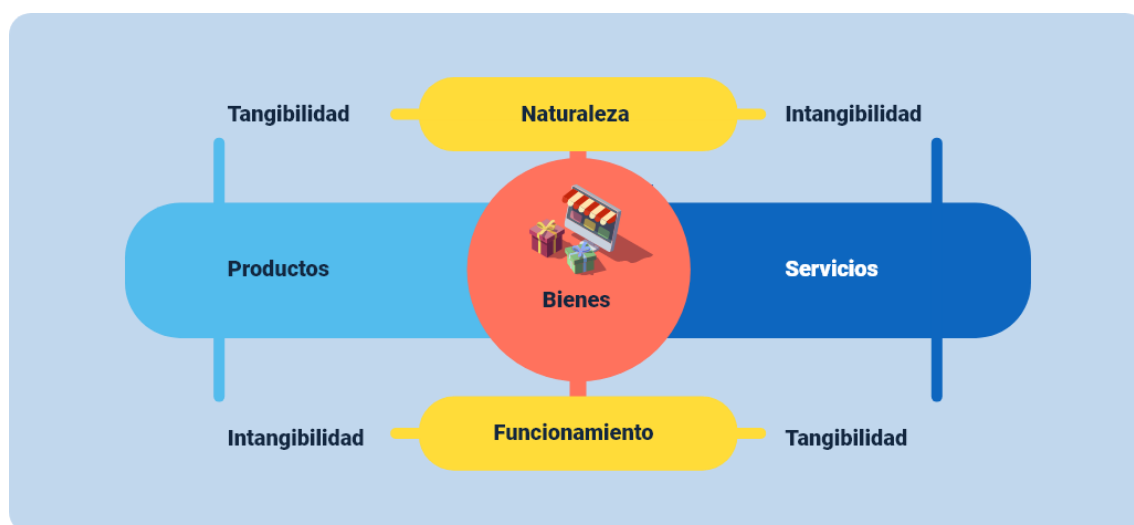 Tangibilidad
Naturaleza
Intangibilidad
Productos
Bienes
Servicios
Intangibilidad
Funcionamiento
Tangibilidad